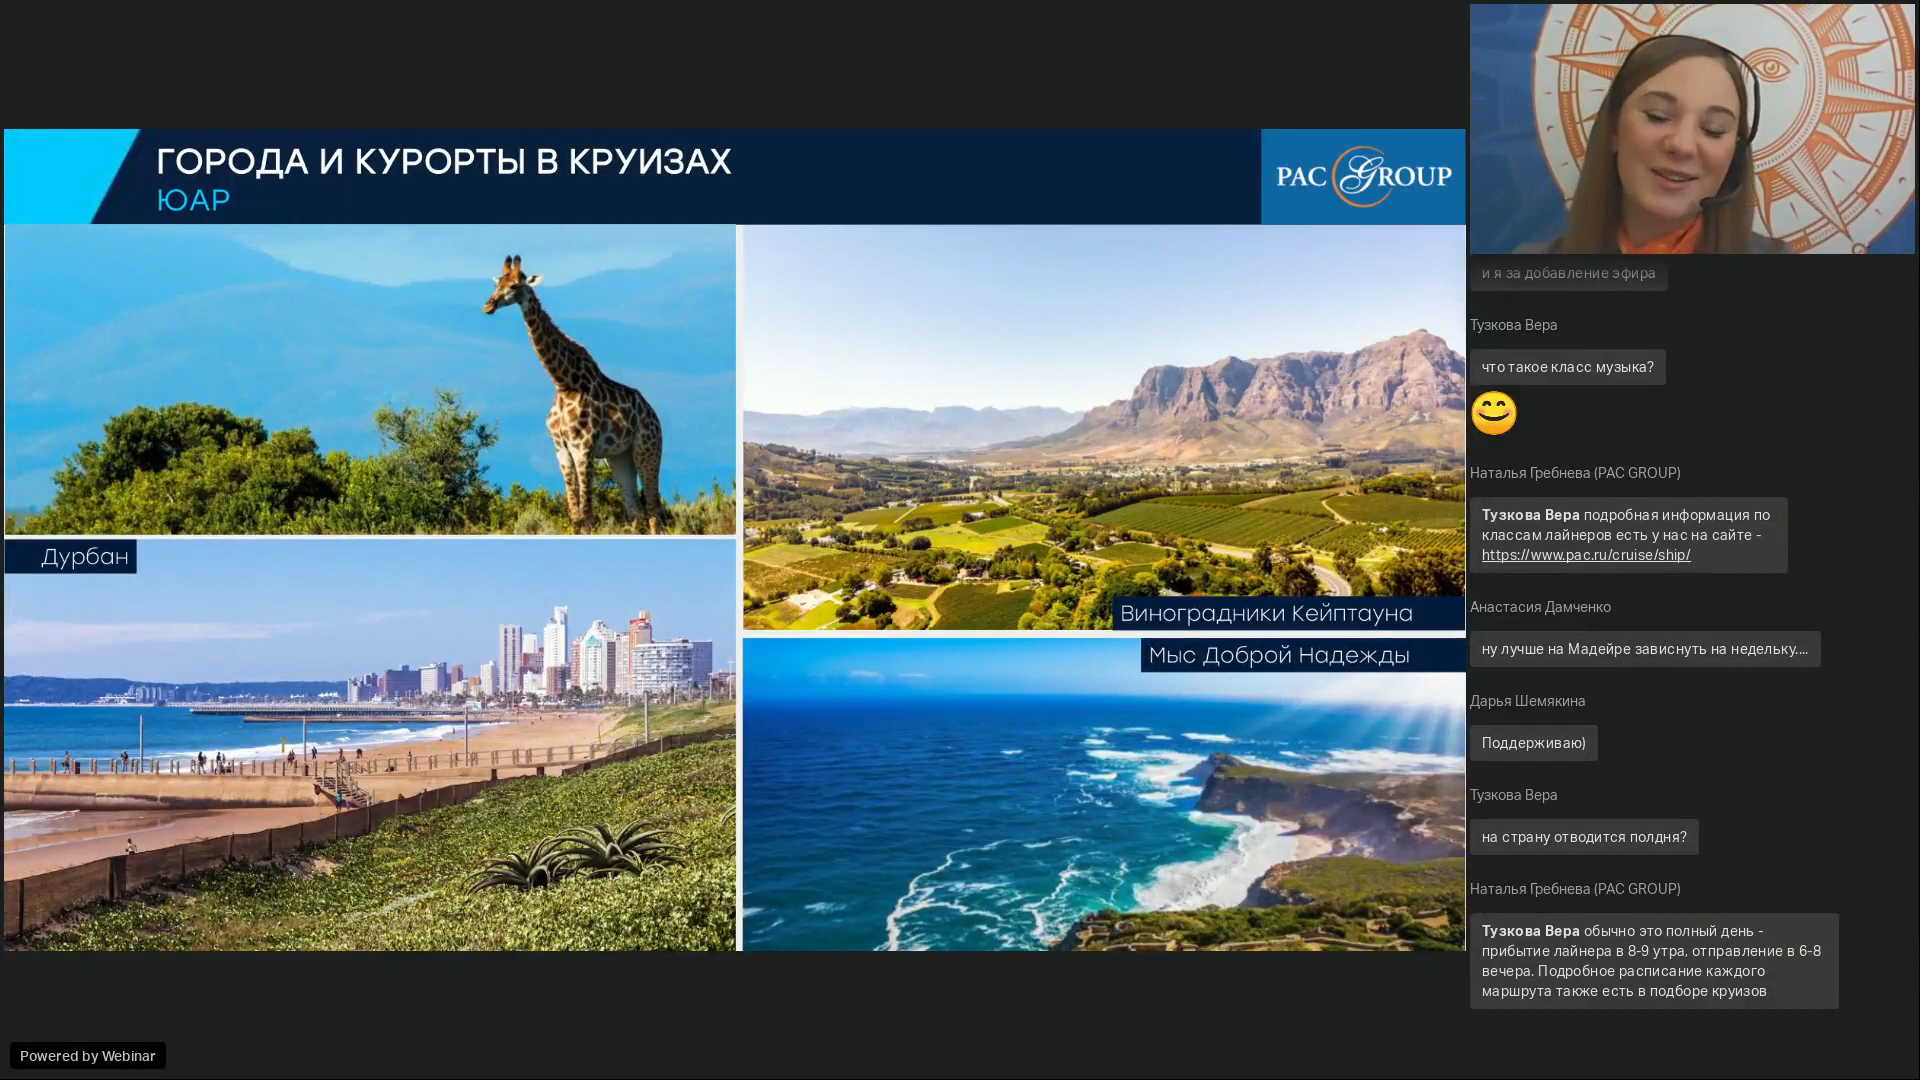 ГОРОДА И КУРОРТЫ В КРУИЗАХ
ЮАР
PAC GROUP
Дурбан
Виноградники Кейптауна
Мыс Доброй Надежды
и я за добавление эфира
Тузкова Вера
что такое класс музыка?
Наталья Гребнева (PAC GROUP)
Тузкова Вера подробная информация по
классам лайнеров есть у нас на сайте -
https://www.pac.ru/cruise/ship/
Анастасия Дамченко
ну лучше на Мадейре зависнуть на недельку....
Дарья Шемякина
Поддерживаю)
Тузкова Вера
на страну отводится полдня?
Наталья Гребнева (PAC GROUP)
Тузкова Вера обычно это полный день -
прибытие лайнера в 8-9 утра, отправление в 6-8
вечера. Подробное расписание каждого
маршрута также есть в подборе круизов
Powered by Webinar